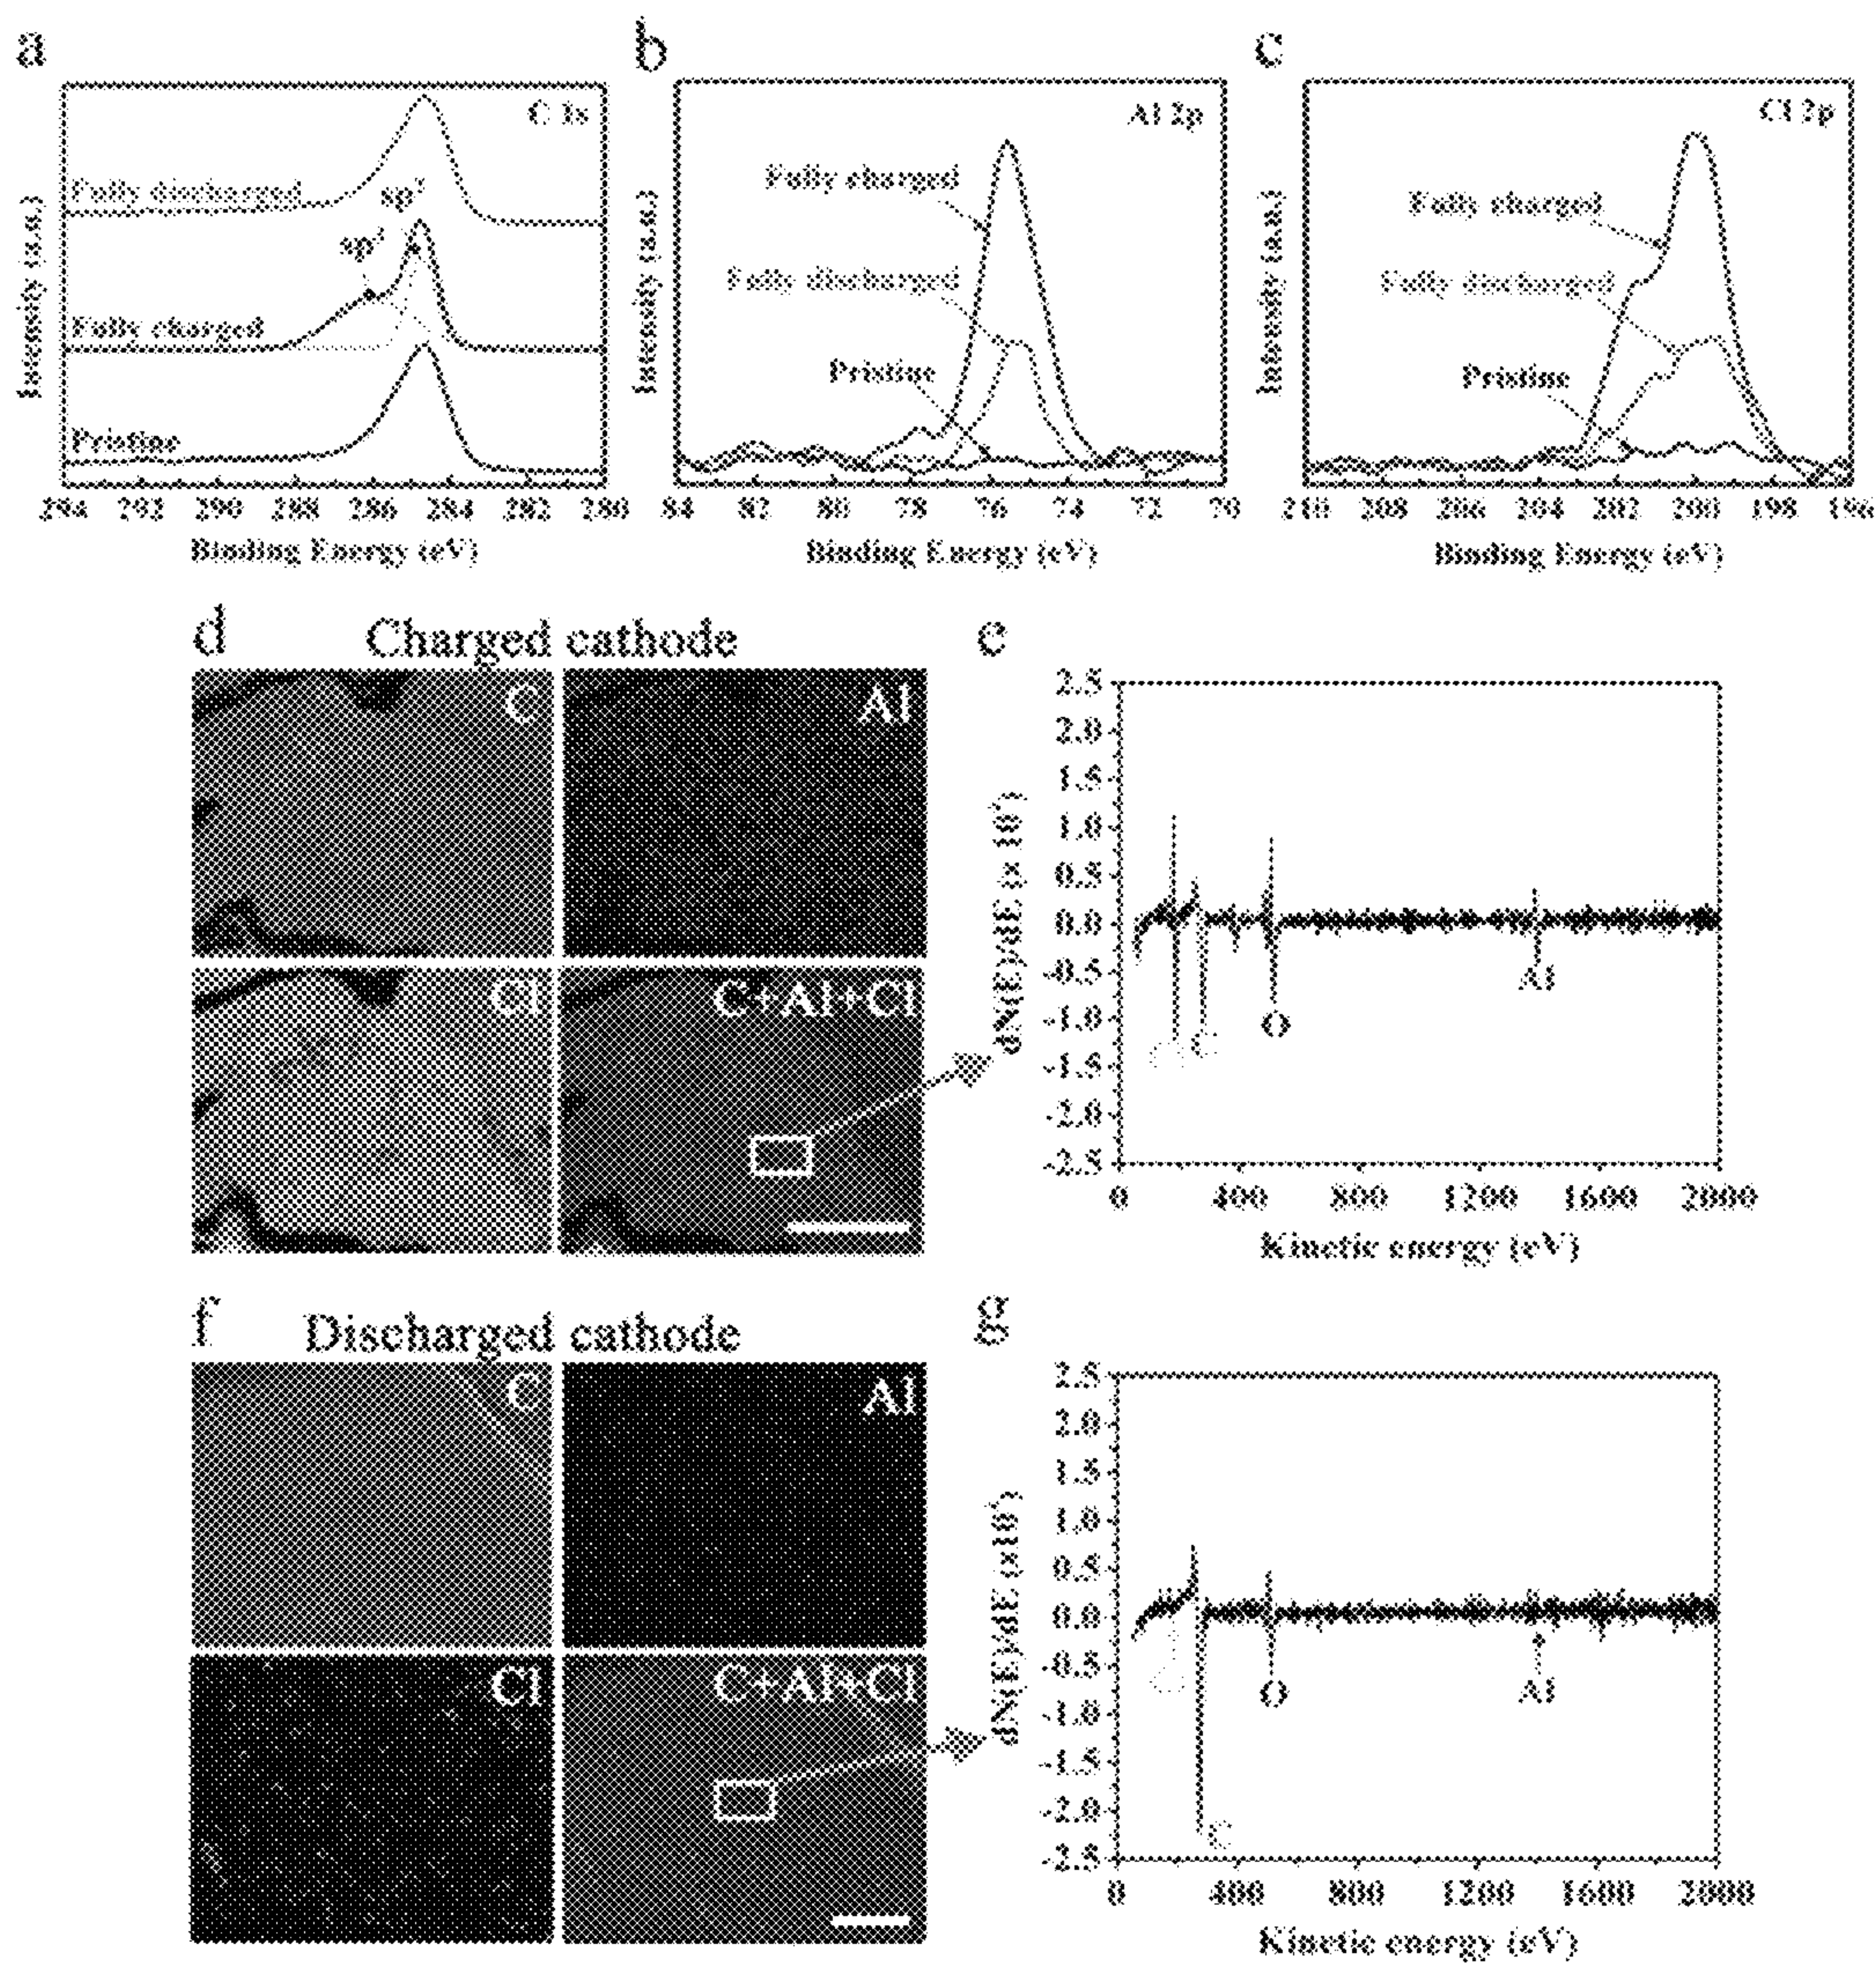 a
C 1s
Fully discharged
sp²
sp³
Fully charged
Pristine
Intensity (a.u.)
294 292 290 288 286 284 282 280
Binding Energy (eV)
b
Al 2p
Fully charged
Fully discharged
Pristine
Intensity (a.u.)
84 82 80 78 76 74 72 70
Binding Energy (eV)
c
Cl 2p
Fully charged
Fully discharged
Pristine
Intensity (a.u.)
210 208 206 204 202 200 198 196
Binding Energy (eV)
d
Charged cathode
C
Al
Cl
C+Al+Cl
e
2.5
2.0
1.5
1.0
0.5
0.0
-0.5
-1.0
-1.5
-2.0
-2.5
C
O
Al
0 400 800 1200 1600 2000
Kinetic energy (eV)
f
Discharged cathode
C
Al
Cl
C+Al+Cl
g
2.5
2.0
1.5
1.0
0.5
0.0
-0.5
-1.0
-1.5
-2.0
-2.5
O
Al
C
0 400 800 1200 1600 2000
Kinetic energy (eV)